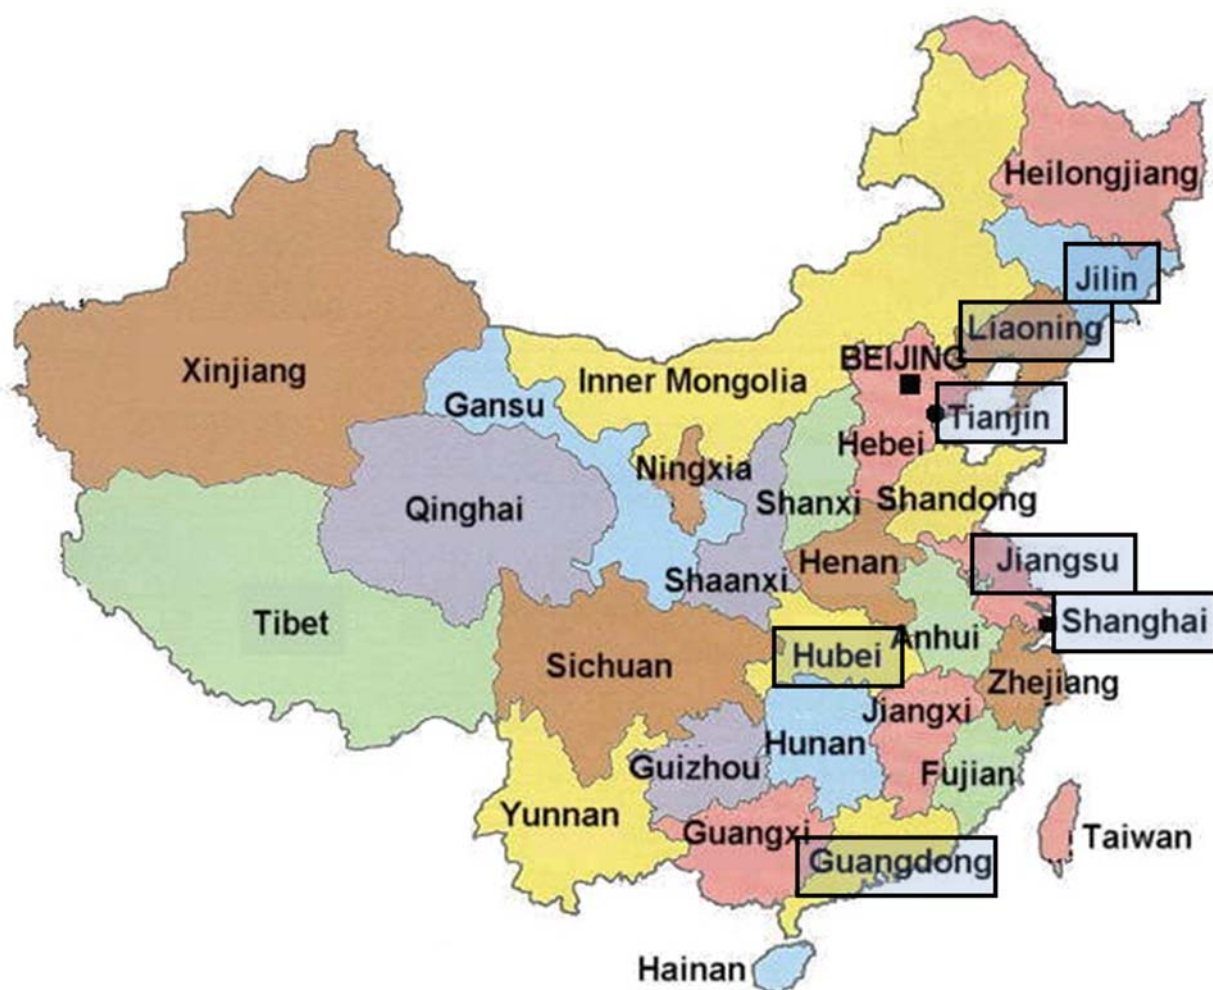 Heilongjiang
Jilin
Liaoning
BEIJING
Xinjiang
Inner Mongolia
Gansu
Tianjin
Hebei
Ningxia
Shanxi
Shandong
Qinghai
Jiangsu
Henan
Shaanxi
Tibet
Shanghai
Anhui
Hubei
Sichuan
Zhejiang
Jiangxi
Hunan
Guizhou
Fujian
Yunnan
Guangxi
Taiwan
Guangdong
Hainan